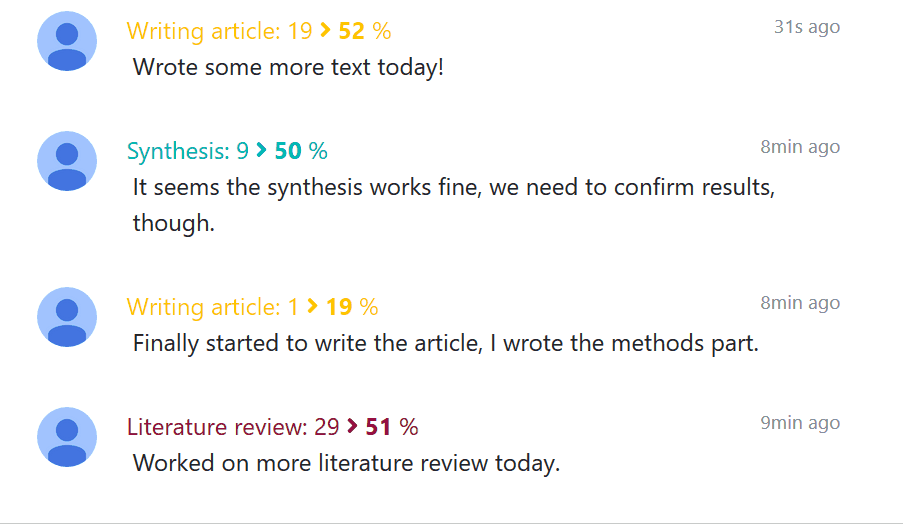 Writing article: 19 > 52 %
31s ago
Wrote some more text today!
Synthesis: 9 > 50 %
8min ago
It seems the synthesis works fine, we need to confirm results,
though.
Writing article: 1 > 19 %
8min ago
Finally started to write the article, I wrote the methods part.
Literature review: 29 > 51 %
9min ago
Worked on more literature review today.